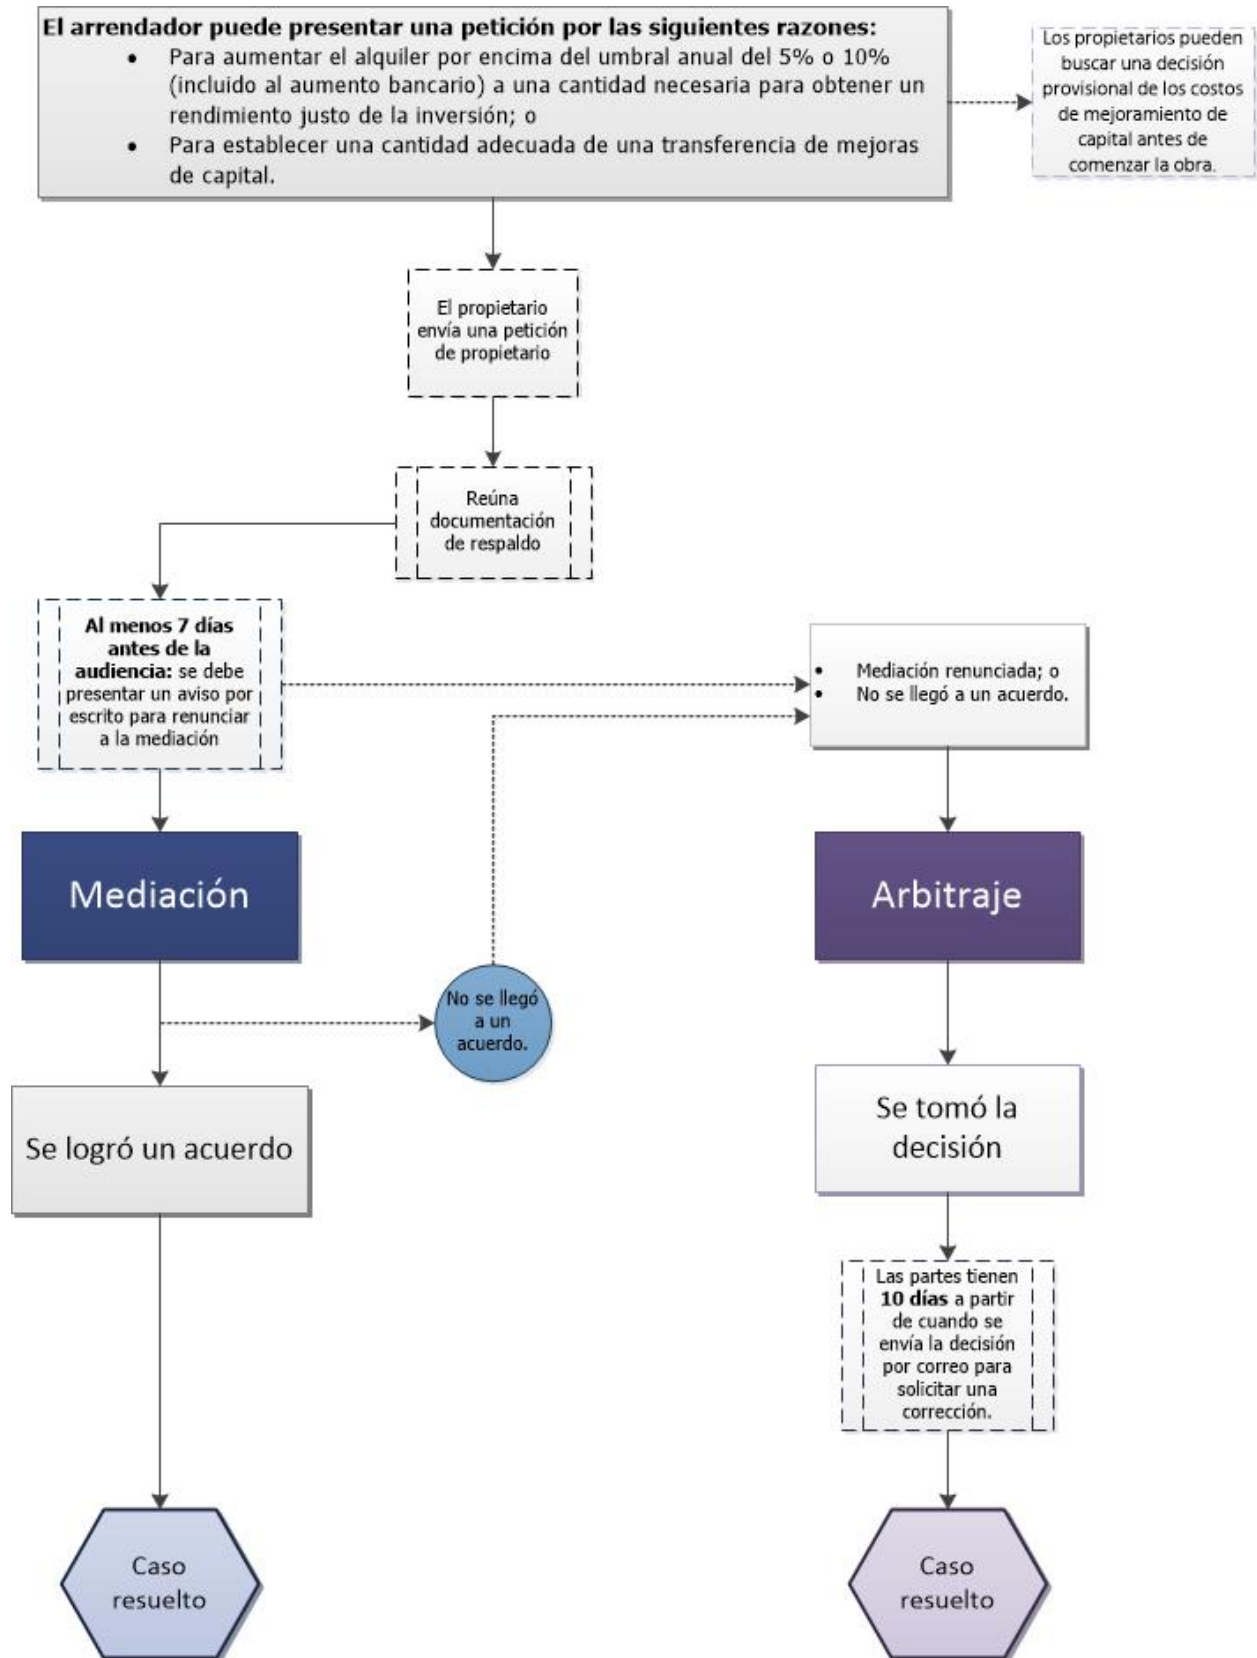 El arrendador puede presentar una petición por las siguientes razones:
• Para aumentar el alquiler por encima del umbral anual del 5% o 10%
(incluido al aumento bancario) a una cantidad necesaria para obtener un
rendimiento justo de la inversión; o
• Para establecer una cantidad adecuada de una transferencia de mejoras
de capital.
Los propietarios pueden
buscar una decisión
provisional de los costos
de mejoramiento de
capital antes de
comenzar la obra.
El propietario
envía una petición
de propietario
Reúna
documentación
de respaldo
Al menos 7 días
antes de la
audiencia: se debe
presentar un aviso por
escrito para renunciar
a la mediación
• Mediación renunciada; o
• No se llegó a un acuerdo.
Mediación
Arbitraje
No se llegó
a un
acuerdo.
Se logró un acuerdo
Se tomó la
decisión
Las partes tienen
10 días a partir
de cuando se
envía la decisión
por correo para
solicitar una
corrección.
Caso
resuelto
Caso
resuelto